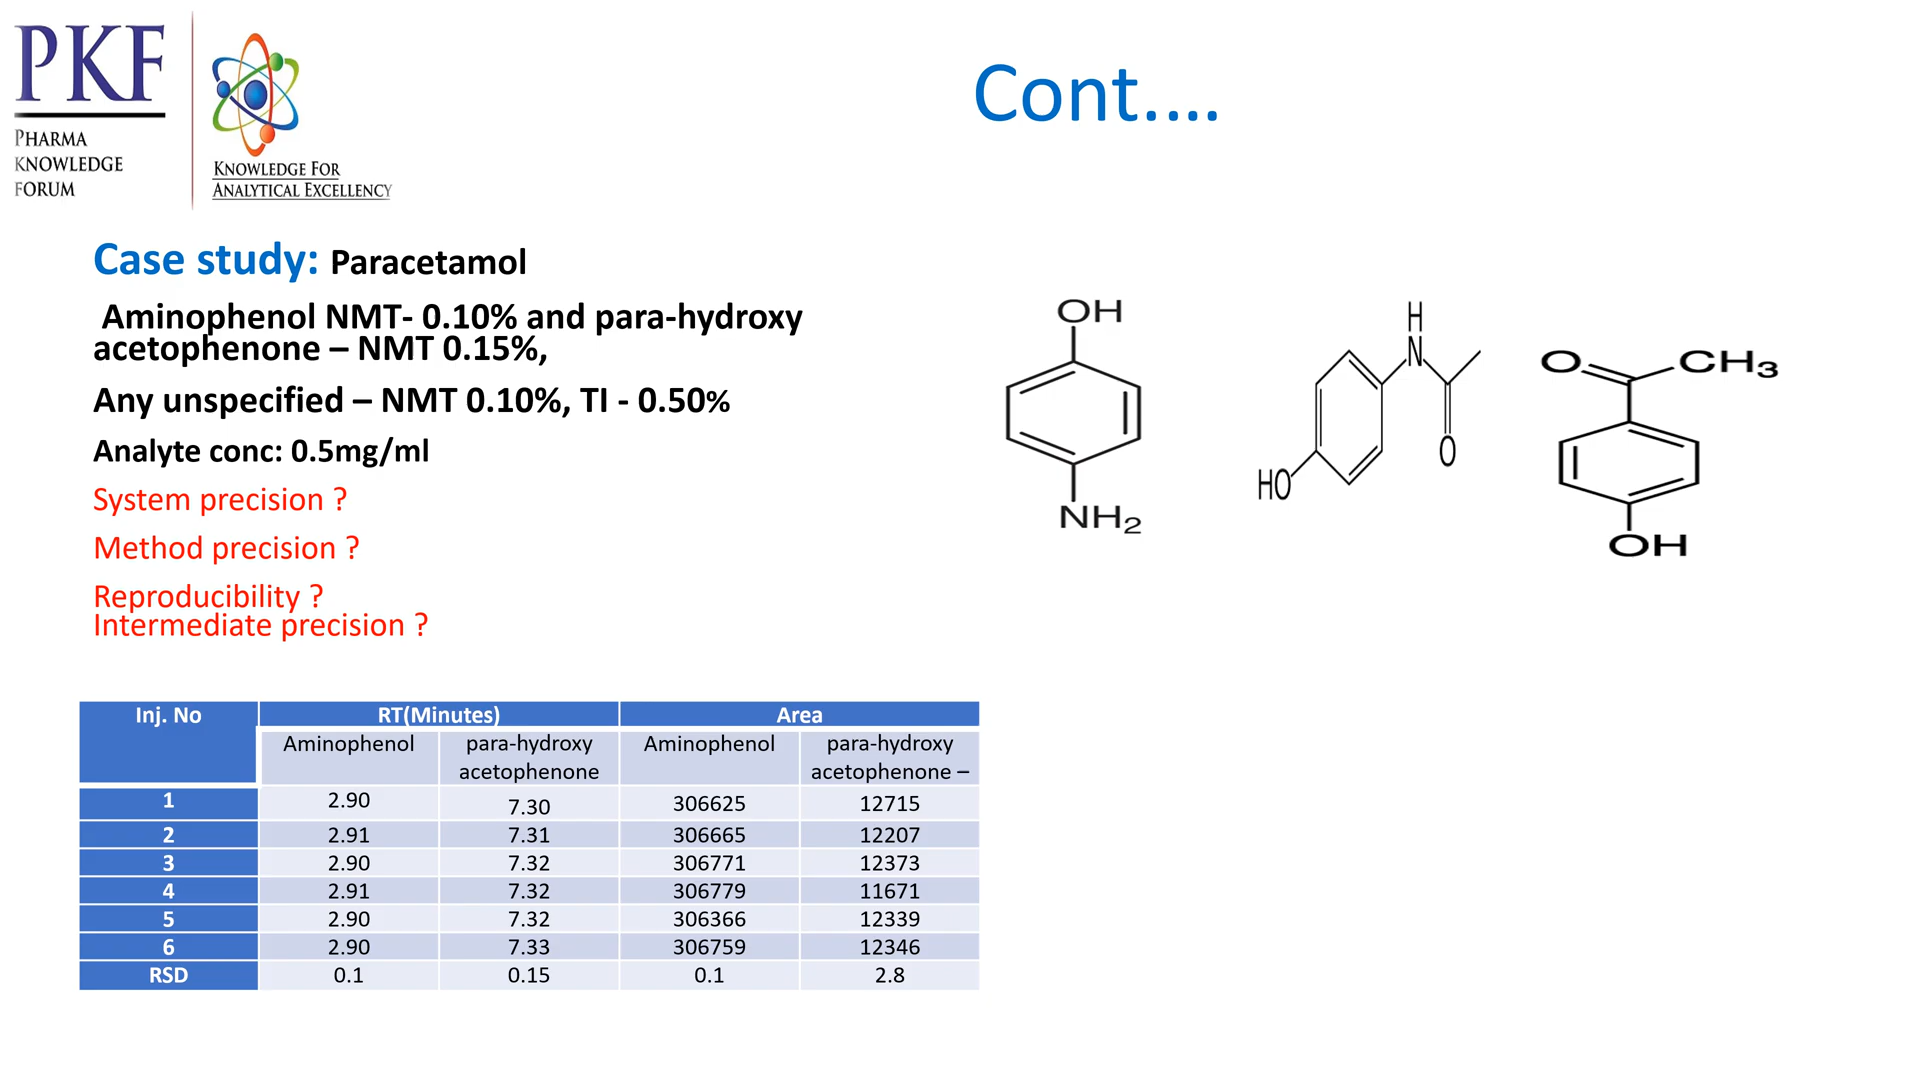 PKF
PHARMA
KNOWLEDGE
FORUM
KNOWLEDGE FOR
ANALYTICAL EXCELLENCY
Cont....
Case study: Paracetamol
Aminophenol NMT- 0.10% and para-hydroxy
acetophenone – NMT 0.15%,
Any unspecified – NMT 0.10%, TI - 0.50%
Analyte conc: 0.5mg/ml
System precision ?
Method precision ?
Reproducibility ?
Intermediate precision ?
OH
NH2
H
N
O
HO
O
CH3
OH
Inj. No RT(Minutes) Area
Aminophenol para-hydroxy acetophenone Aminophenol para-hydroxy acetophenone –
1 2.90 7.30 306625 12715
2 2.91 7.31 306665 12207
3 2.90 7.32 306771 12373
4 2.91 7.32 306779 11671
5 2.90 7.32 306366 12339
6 2.90 7.33 306759 12346
RSD 0.1 0.15 0.1 2.8